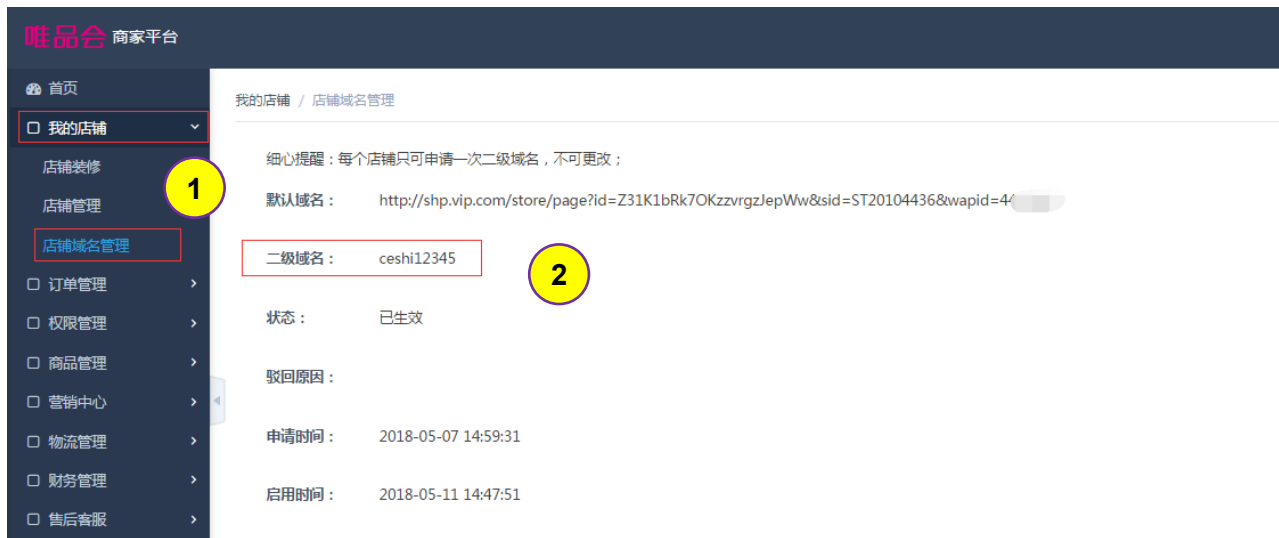 唯品会 商家平台
首页
我的店铺
店铺装修
店铺管理
店铺域名管理
订单管理
权限管理
商品管理
营销中心
物流管理
财务管理
售后客服
1
我的店铺 / 店铺域名管理
细心提醒：每个店铺只可申请一次二级域名，不可更改；
默认域名： http://shp.vip.com/store/page?id=Z31K1bRk7OKzzvrgzJepWw&sid=ST20104436&wapid=44
二级域名： ceshi12345
2
状态： 已生效
驳回原因：
申请时间： 2018-05-07 14:59:31
启用时间： 2018-05-11 14:47:51